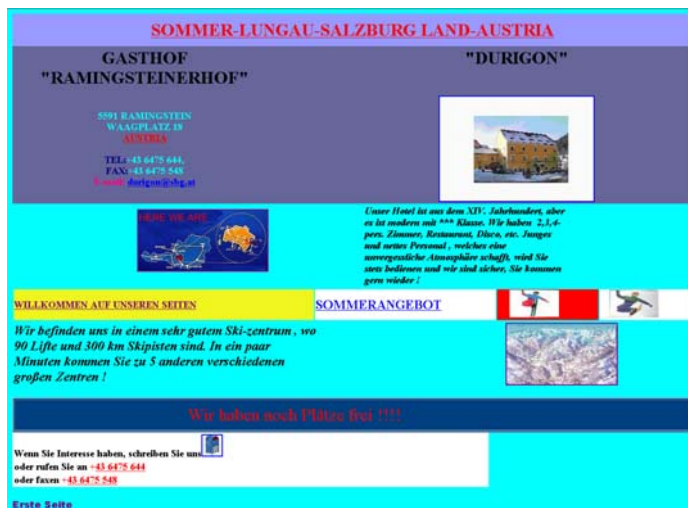 SOMMER-LUNGAU-SALZBURG LAND-AUSTRIA
GASTHOF
"RAMINGSTEINERHOF"
"DURIGON"
5591 RAMINGSTEIN
WAAGPLATZ 18
AUSTRIA
TEL:+43 6475 644,
FAX:+43 6475 548
E-mail: durigon@sbg.at
HERE WE ARE
Unser Hotel ist aus dem XIV. Jahrhundert, aber
es ist modern mit *** Klasse. Wir haben 2,3,4-
pers. Zimmer, Restaurant, Disco, etc. Junges
und nettes Personal , welches eine
unvergessliche Atmosphäre schafft, wird Sie
stets bedienen und wir sind sicher, Sie kommen
gern wieder !
WILLKOMMEN AUF UNSEREN SEITEN
SOMMERANGEBOT
Wir befinden uns in einem sehr gutem Ski-zentrum , wo
90 Lifte und 300 km Skipisten sind. In ein paar
Minuten kommen Sie zu 5 anderen verschiedenen
großen Zentren !
Wir haben noch Plätze frei !!!!
Wenn Sie Interesse haben, schreiben Sie uns
oder rufen Sie an +43 6475 644
oder faxen +43 6475 548
Erste Seite